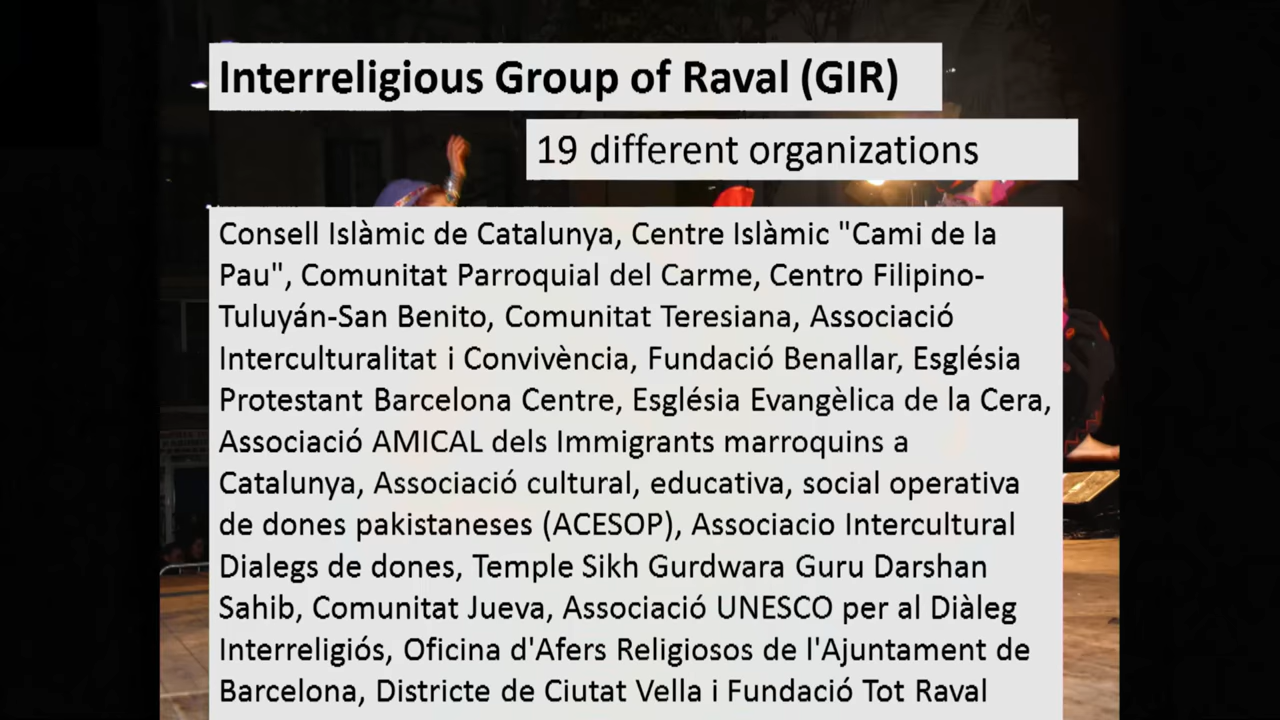 Interreligious Group of Raval (GIR)
19 different organizations
Consell Islàmic de Catalunya, Centre Islàmic "Cami de la
Pau", Comunitat Parroquial del Carme, Centro Filipino-
Tuluyán-San Benito, Comunitat Teresiana, Associació
Interculturalitat i Convivència, Fundació Benallar, Església
Protestant Barcelona Centre, Església Evangèlica de la Cera,
Associació AMICAL dels Immigrants marroquins a
Catalunya, Associació cultural, educativa, social operativa
de dones pakistaneses (ACESOP), Associacio Intercultural
Dialegs de dones, Temple Sikh Gurdwara Guru Darshan
Sahib, Comunitat Jueva, Associació UNESCO per al Diàleg
Interreligiós, Oficina d'Afers Religiosos de l'Ajuntament de
Barcelona, Districte de Ciutat Vella i Fundació Tot Raval